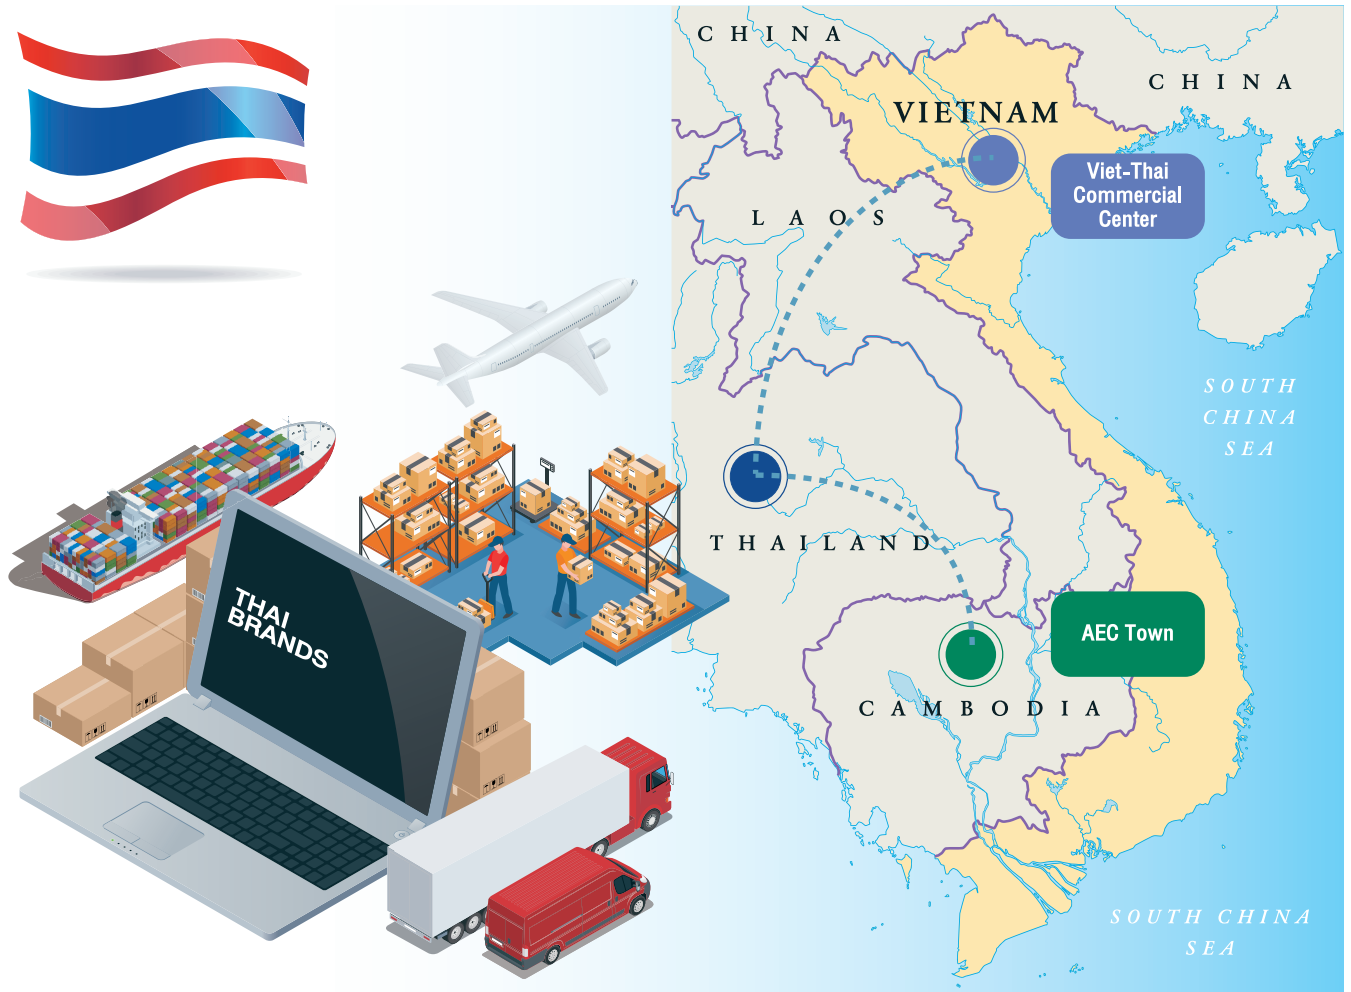 CHINA
CHINA
VIETNAM
Viet-Thai
Commercial
Center
LAOS
SOUTH
CHINA
SEA
THAILAND
THAI
BRANDS
AEC Town
CAMBODIA
SOUTH CHINA
SEA